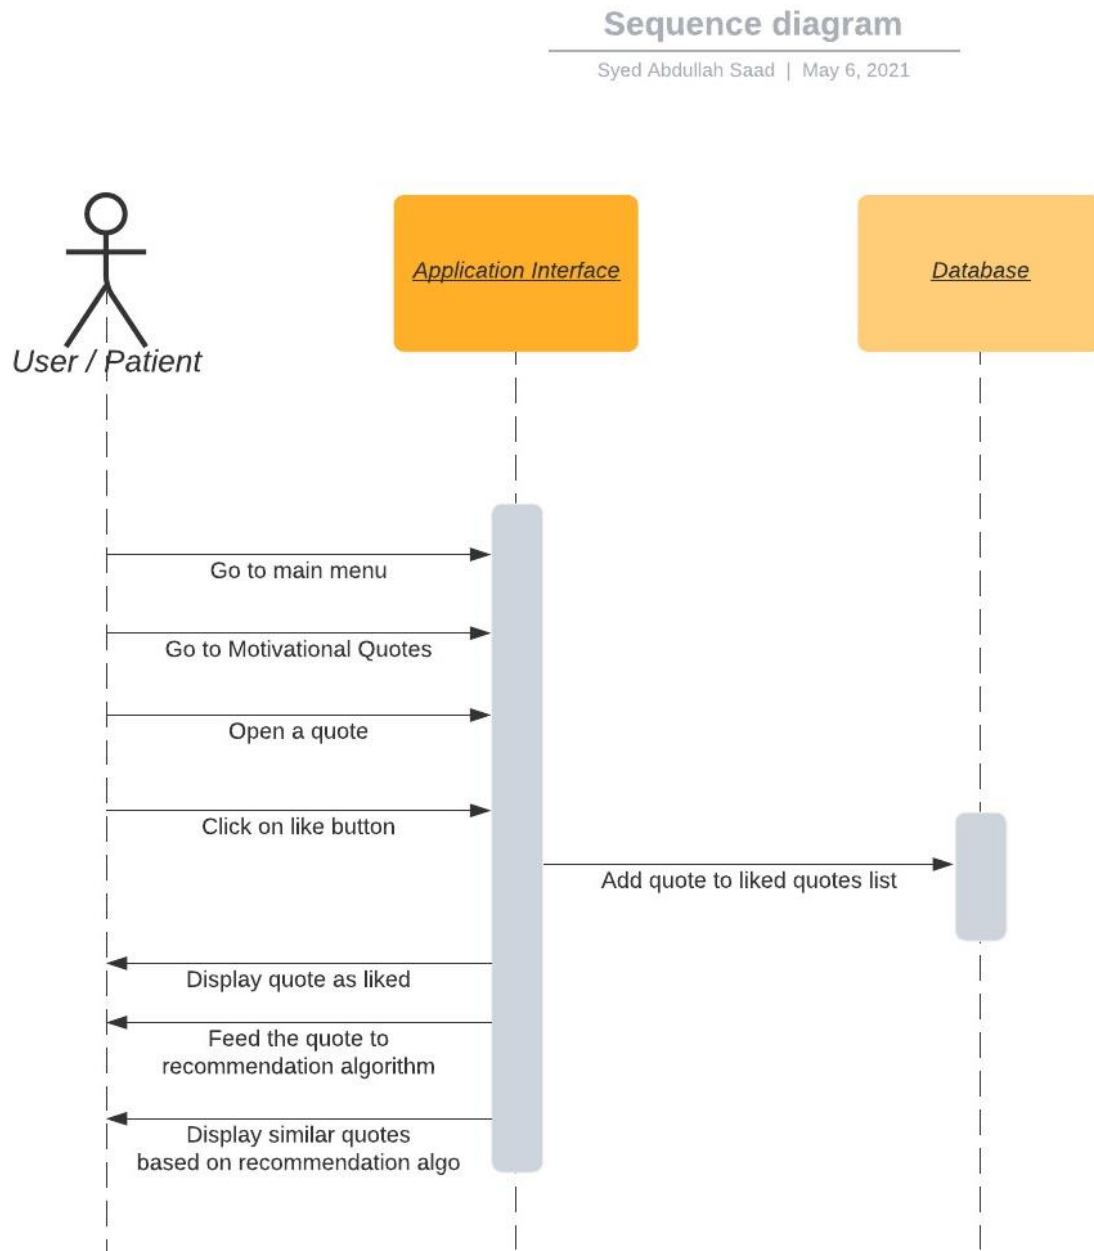 Sequence diagram
Syed Abdullah Saad | May 6, 2021
User / Patient
Application Interface
Database
Go to main menu
Go to Motivational Quotes
Open a quote
Click on like button
Add quote to liked quotes list
Display quote as liked
Feed the quote to
recommendation algorithm
Display similar quotes
based on recommendation algo